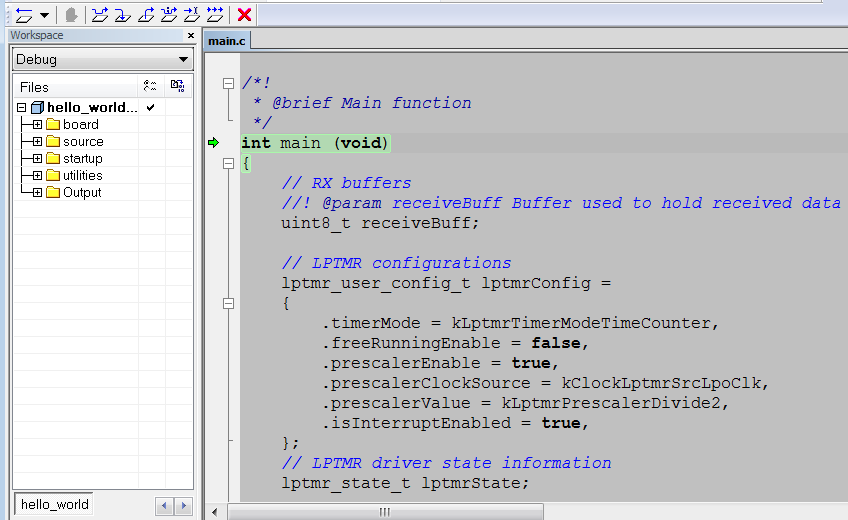 Workspace
Debug
Files
hello_world...
board
source
startup
utilities
Output
hello_world
main.c
/*!
* @brief Main function
*/
int main (void)
{
// RX buffers
//! @param receiveBuff Buffer used to hold received data
uint8_t receiveBuff;
// LPTMR configurations
lptmr_user_config_t lptmrConfig =
{
.timerMode = kLptmrTimerModeTimeCounter,
.freeRunningEnable = false,
.prescalerEnable = true,
.prescalerClockSource = kClockLptmrSrcLpoClk,
.prescalerValue = kLptmrPrescalerDivide2,
.isInterruptEnabled = true,
};
// LPTMR driver state information
lptmr_state_t lptmrState;